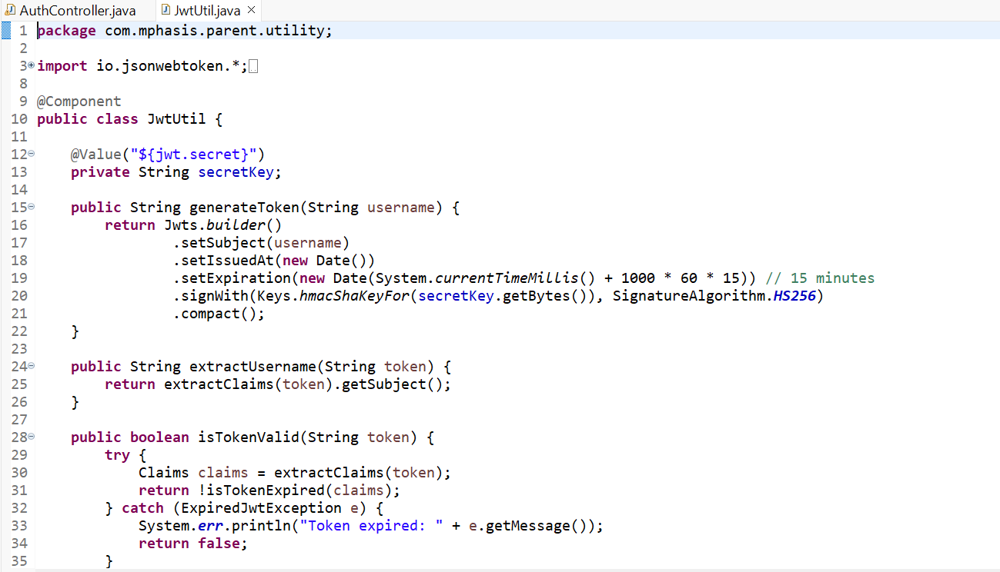 AuthController.java JwtUtil.java
1 package com.mphasis.parent.utility;
2
3 import io.jsonwebtoken.*;
8
9 @Component
10 public class JwtUtil {
11
12 @Value("${jwt.secret}")
13 private String secretKey;
14
15 public String generateToken(String username) {
16 return Jwts.builder()
17 .setSubject(username)
18 .setIssuedAt(new Date())
19 .setExpiration(new Date(System.currentTimeMillis() + 1000 * 60 * 15)) // 15 minutes
20 .signWith(Keys.hmacShaKeyFor(secretKey.getBytes()), SignatureAlgorithm.HS256)
21 .compact();
22 }
23
24 public String extractUsername(String token) {
25 return extractClaims(token).getSubject();
26 }
27
28 public boolean isTokenValid(String token) {
29 try {
30 Claims claims = extractClaims(token);
31 return !isTokenExpired(claims);
32 } catch (ExpiredJwtException e) {
33 System.err.println("Token expired: " + e.getMessage());
34 return false;
35 }